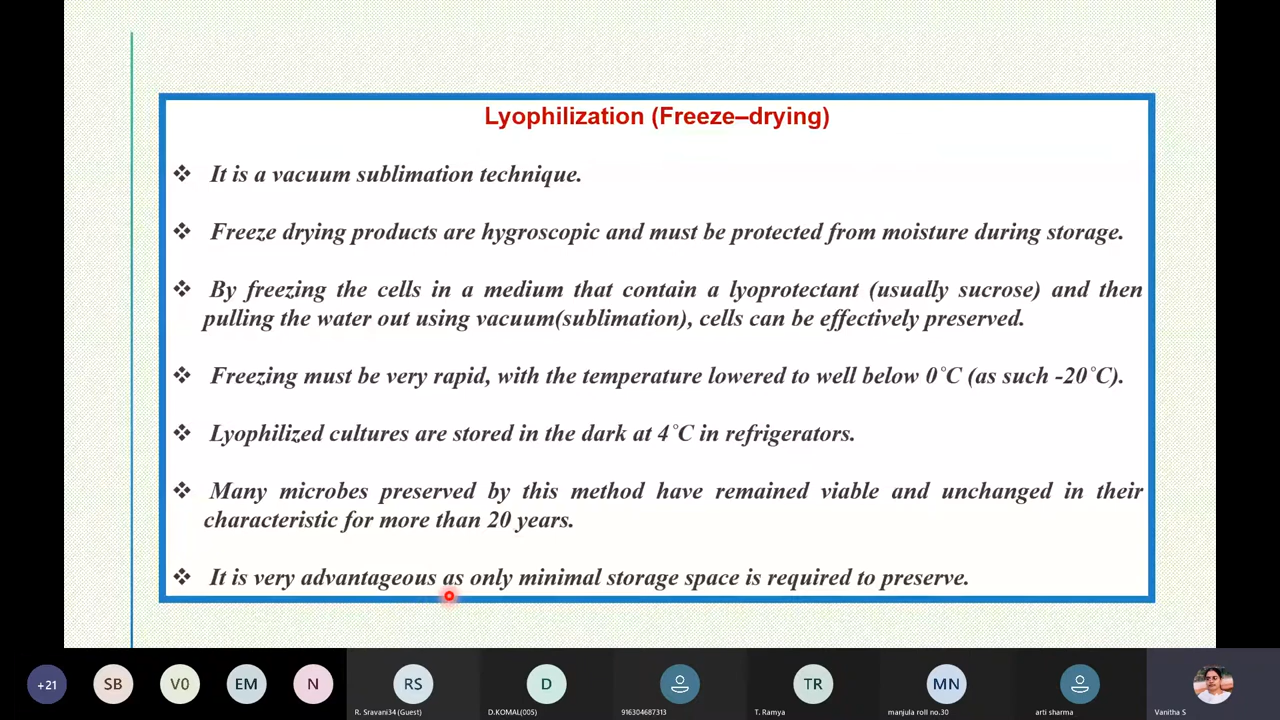 Lyophilization (Freeze–drying)
❖ It is a vacuum sublimation technique.
❖ Freeze drying products are hygroscopic and must be protected from moisture during storage.
❖ By freezing the cells in a medium that contain a lyoprotectant (usually sucrose) and then
pulling the water out using vacuum(sublimation), cells can be effectively preserved.
❖ Freezing must be very rapid, with the temperature lowered to well below 0˚C (as such -20˚C).
❖ Lyophilized cultures are stored in the dark at 4˚C in refrigerators.
❖ Many microbes preserved by this method have remained viable and unchanged in their
characteristic for more than 20 years.
❖ It is very advantageous as only minimal storage space is required to preserve.
+21 SB V0 EM N RS D TR MN
R. Sravani34 (Guest) D.KOMAL(005) 916304687313 T. Ramya manjula roll no.30 arti sharma Vanitha S